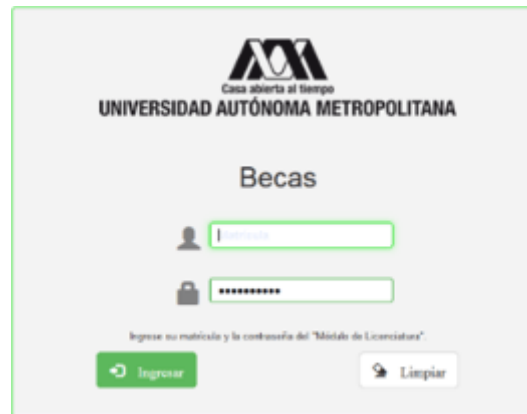 Casa abierta al tiempo
UNIVERSIDAD AUTÓNOMA METROPOLITANA
Becas
Matrícula
••••••••••
Ingrese su matrícula y la contraseña del "Módulo de Licenciatura".
Ingresar
Limpiar